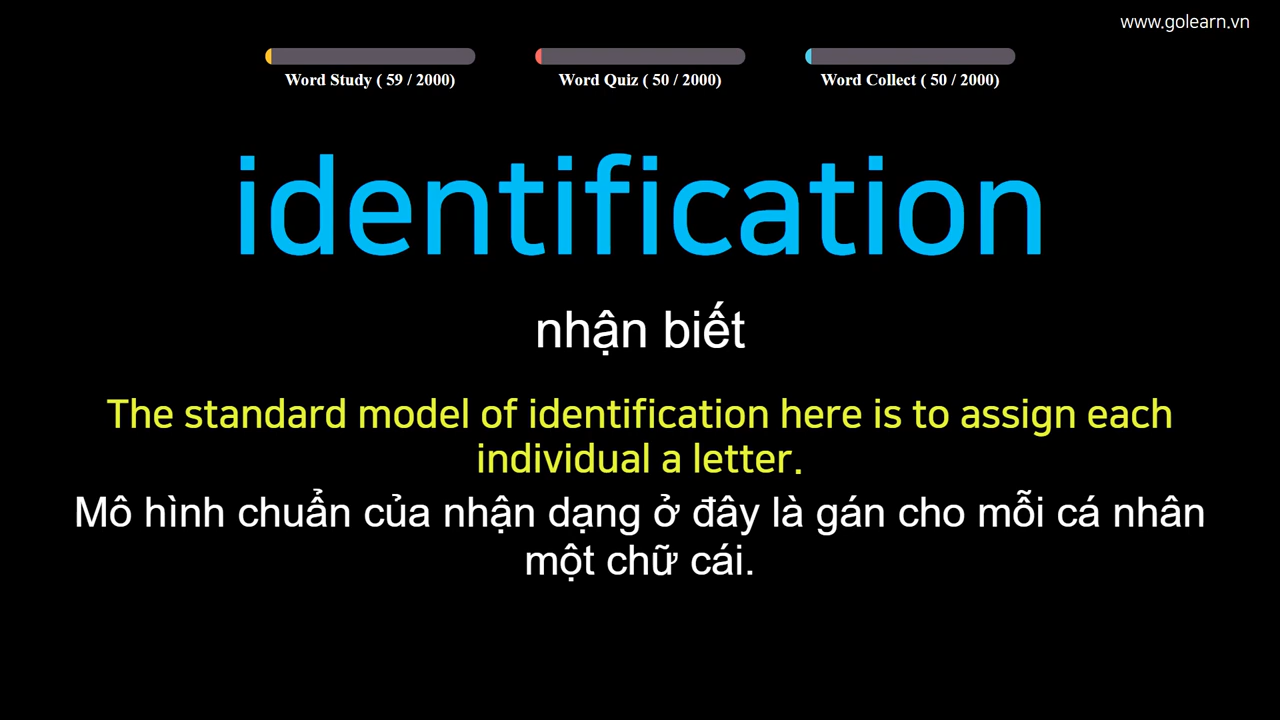 www.golearn.vn
Word Study ( 59 / 2000)
Word Quiz ( 50 / 2000)
Word Collect ( 50 / 2000)
identification
nhận biết
The standard model of identification here is to assign each
individual a letter.
Mô hình chuẩn của nhận dạng ở đây là gán cho mỗi cá nhân
một chữ cái.